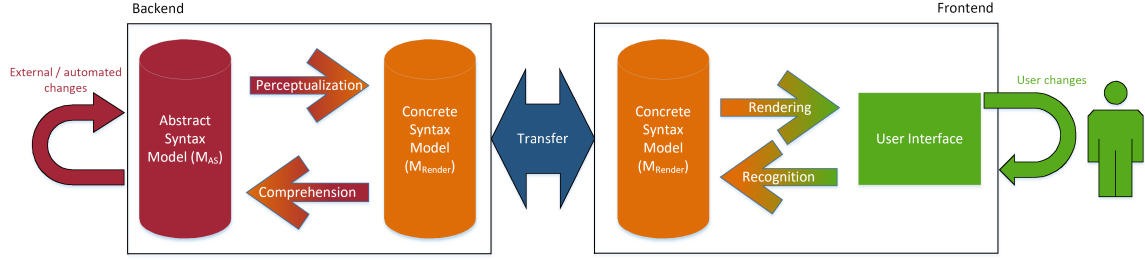 Backend
Frontend
External / automated
changes
Abstract
Syntax
Model (MAS)
Perceptualization
Comprehension
Concrete
Syntax
Model
(MRender)
Transfer
Concrete
Syntax
Model
(MRender)
Rendering
Recognition
User Interface
User changes